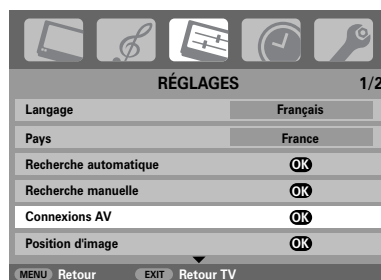 RÉGLAGES 1/2
Langage Français
Pays France
Recherche automatique OK
Recherche manuelle OK
Connexions AV OK
Position d'image OK
MENU Retour EXIT Retour TV